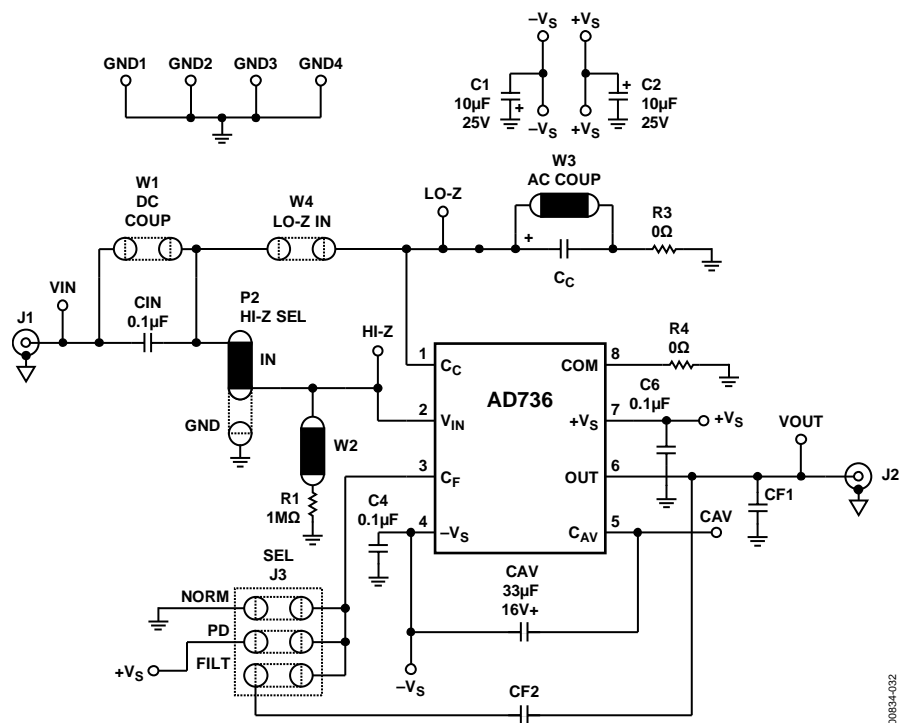 –VS +VS
GND1 GND2 GND3 GND4
C1
10µF
25V
+
–VS +VS
+
C2
10µF
25V
W1
DC
COUP
W4
LO-Z IN
LO-Z
W3
AC COUP
+
CC
R3
0Ω
J1
VIN
CIN
0.1µF
P2
HI-Z SEL
IN
GND
HI-Z
W2
R1
1MΩ
AD736
1 CC
2 VIN
3 CF
4 –VS
COM 8
+VS 7
OUT 6
CAV 5
R4
0Ω
C6
0.1µF
+VS
VOUT
J2
CF1
CAV
C4
0.1µF
CAV
33µF
16V+
–VS
SEL
J3
NORM
PD
FILT
+VS
CF2
00834-032